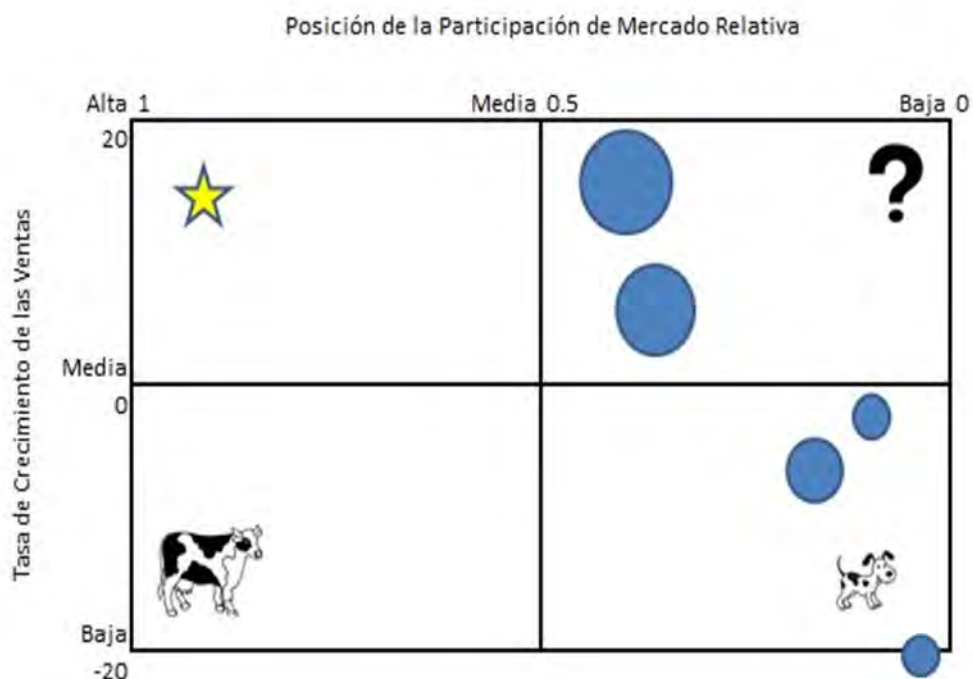 Posición de la Participación de Mercado Relativa
Alta 1
Media 0.5
Baja 0
20
?
Tasa de Crecimiento de las Ventas
Media
0
Baja
-20